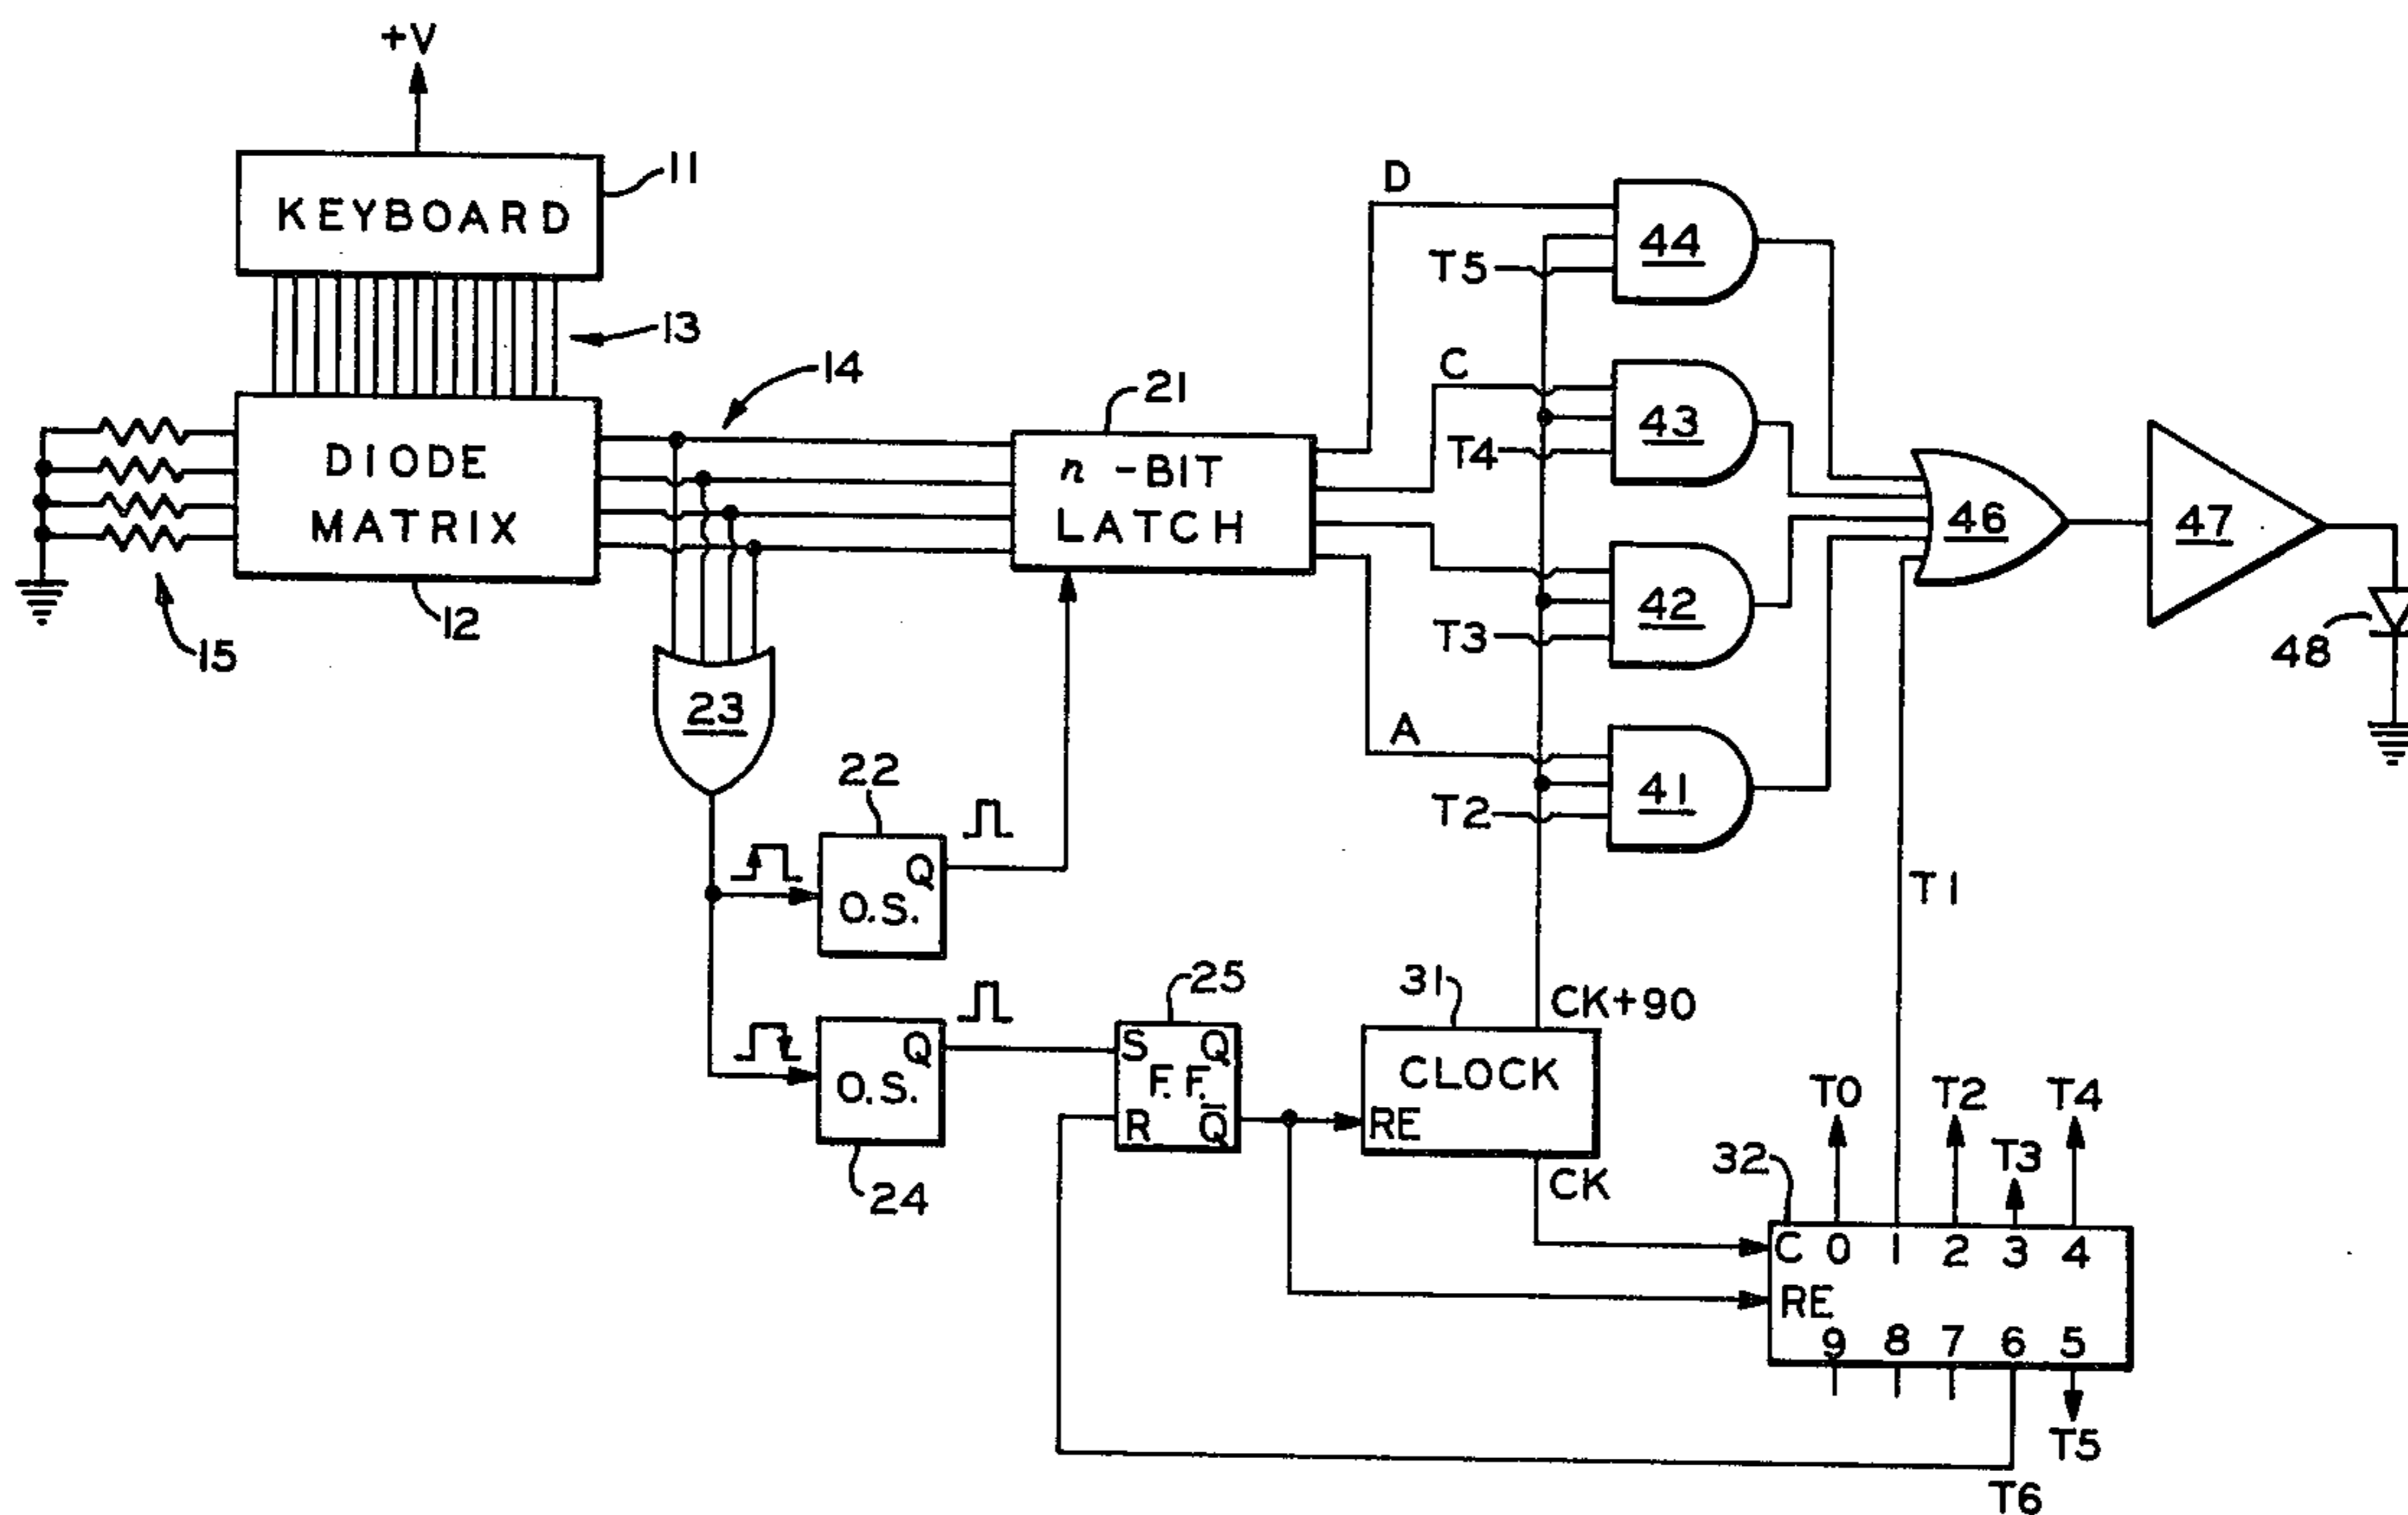 +V
KEYBOARD
11
13
14
DIODE
MATRIX
12
15
21
n-BIT
LATCH
D
44
T5
C
43
T4
42
T3
A
41
T2
46
47
48
23
22
Q
O.S.
24
Q
O.S.
25
S Q
F.F.
R Q̅
31
CK+90
CLOCK
RE
CK
T1
T0
T2
T3
T4
32
C 0 1 2 3 4
RE
9 8 7 6 5
T5
T6